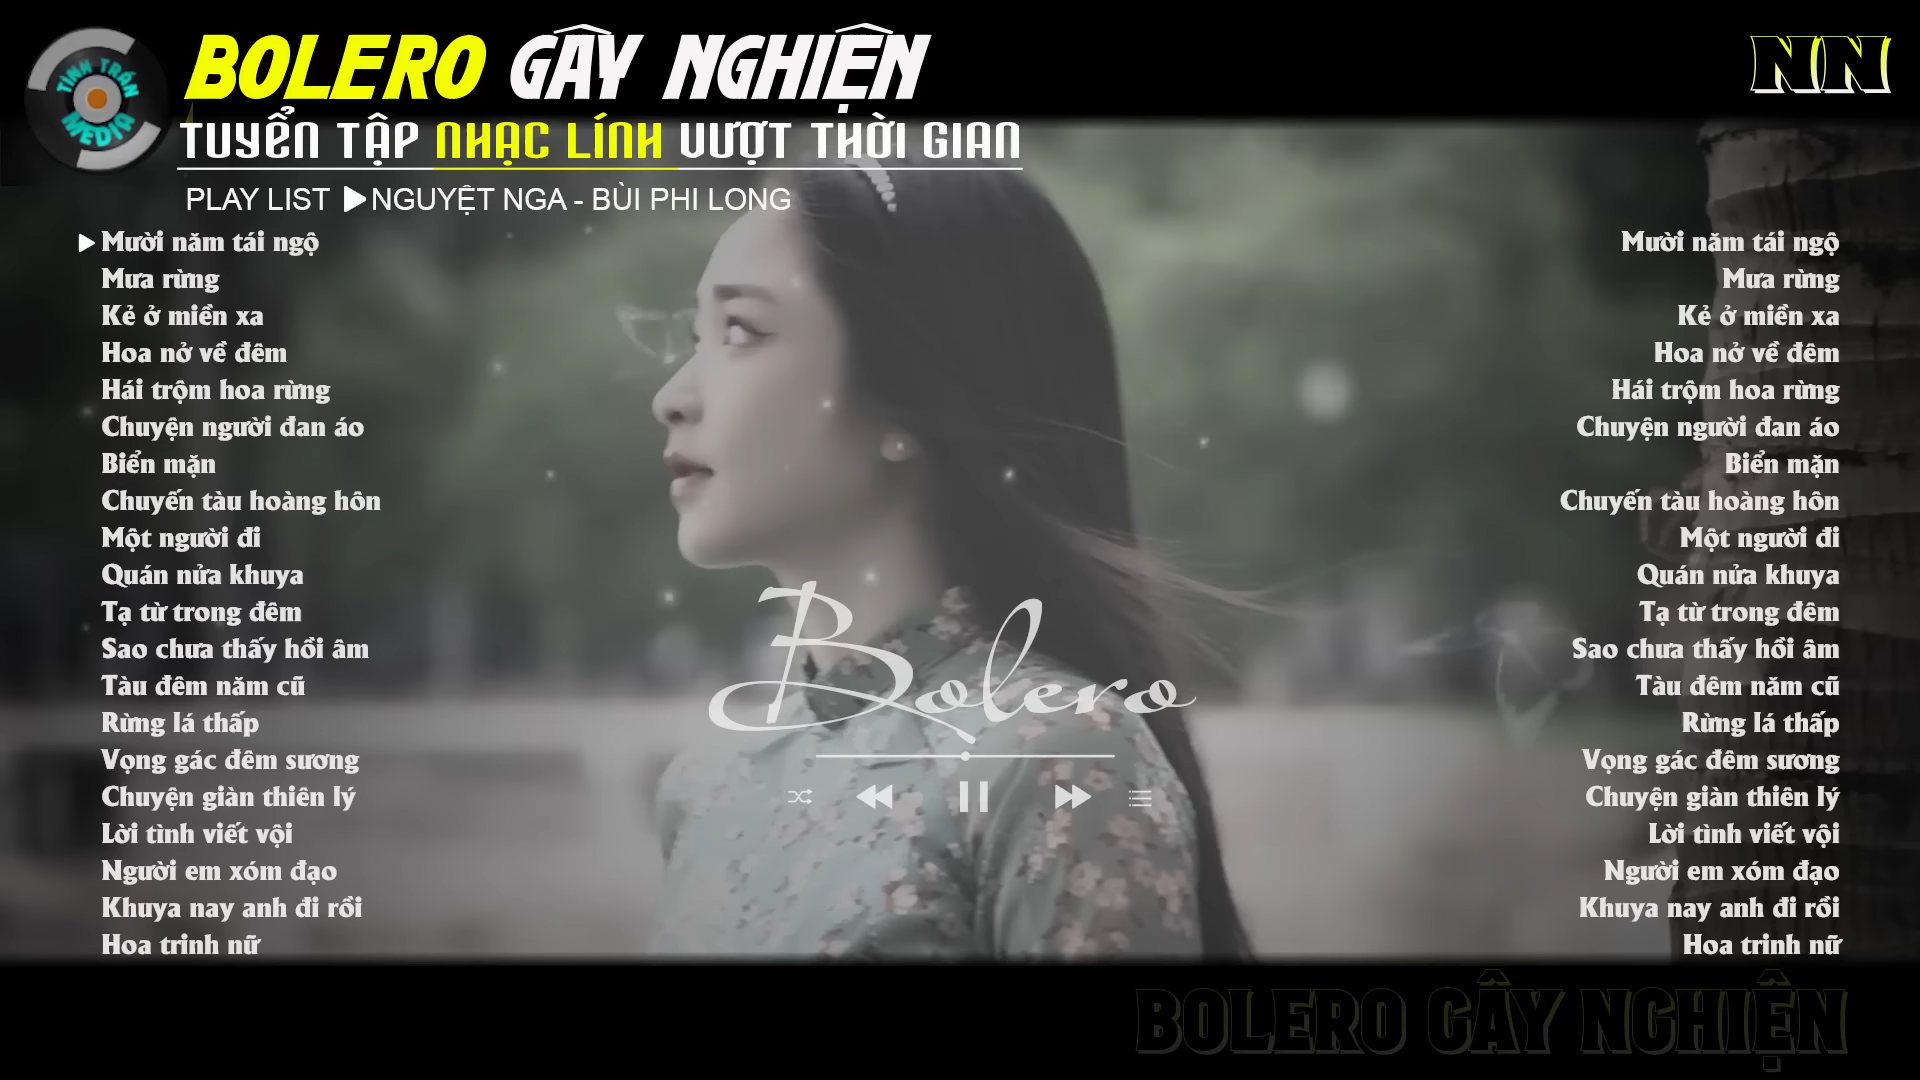 TÌNH TRẦN
MEDIA
BOLERO GÂY NGHIỆN
NN
TUYỂN TẬP NHẠC LÍNH VƯỢT THỜI GIAN
PLAY LIST NGUYỆT NGA - BÙI PHI LONG
Mười năm tái ngộ
Mưa rừng
Kẻ ở miền xa
Hoa nở về đêm
Hái trộm hoa rừng
Chuyện người đan áo
Biển mặn
Chuyến tàu hoàng hôn
Một người đi
Quán nửa khuya
Tạ từ trong đêm
Sao chưa thấy hồi âm
Tàu đêm năm cũ
Rừng lá thấp
Vọng gác đêm sương
Chuyện giàn thiên lý
Lời tình viết vội
Người em xóm đạo
Khuya nay anh đi rồi
Hoa trinh nữ
Bolero
Mười năm tái ngộ
Mưa rừng
Kẻ ở miền xa
Hoa nở về đêm
Hái trộm hoa rừng
Chuyện người đan áo
Biển mặn
Chuyến tàu hoàng hôn
Một người đi
Quán nửa khuya
Tạ từ trong đêm
Sao chưa thấy hồi âm
Tàu đêm năm cũ
Rừng lá thấp
Vọng gác đêm sương
Chuyện giàn thiên lý
Lời tình viết vội
Người em xóm đạo
Khuya nay anh đi rồi
Hoa trinh nữ
BOLERO GÂY NGHIỆN